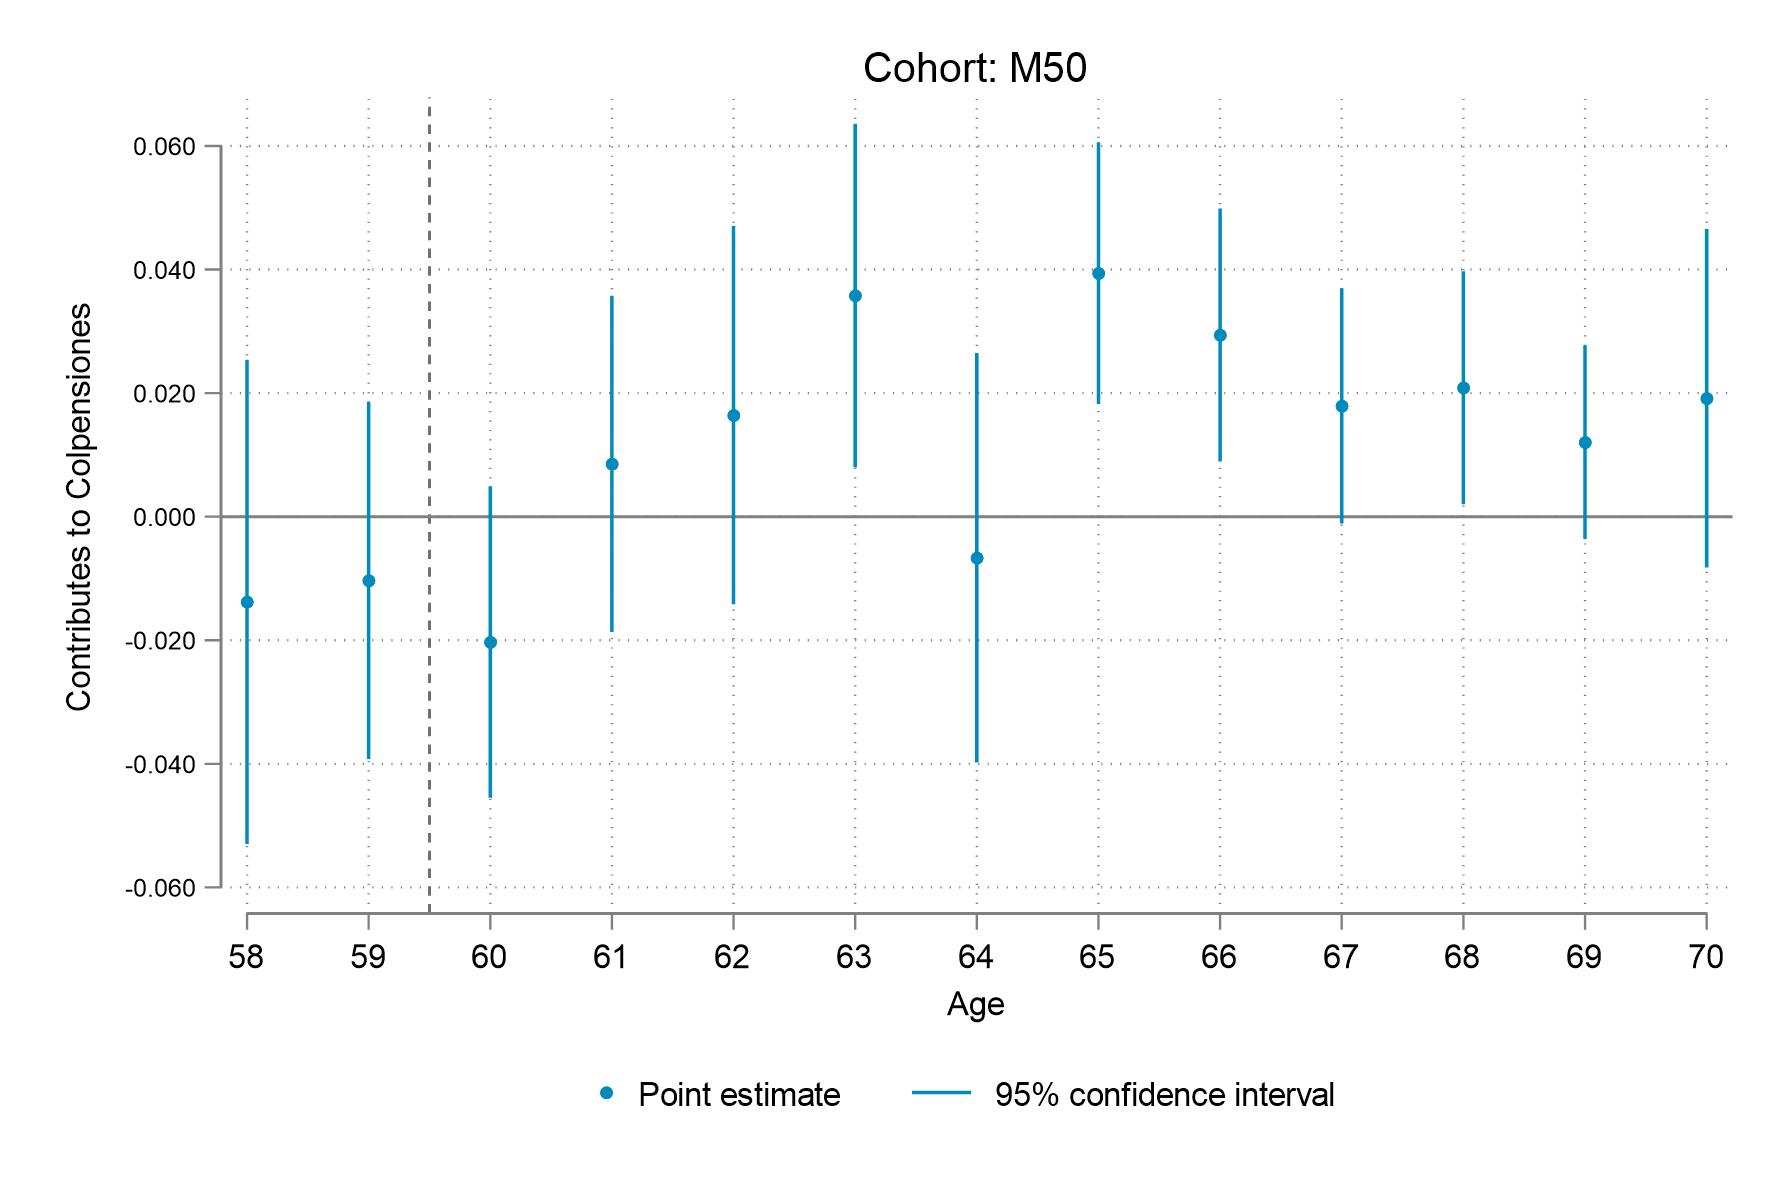 Cohort: M50
0.060
0.040
0.020
0.000
-0.020
-0.040
-0.060
Contributes to Colpensiones
58 59 60 61 62 63 64 65 66 67 68 69 70
Age
Point estimate 95% confidence interval